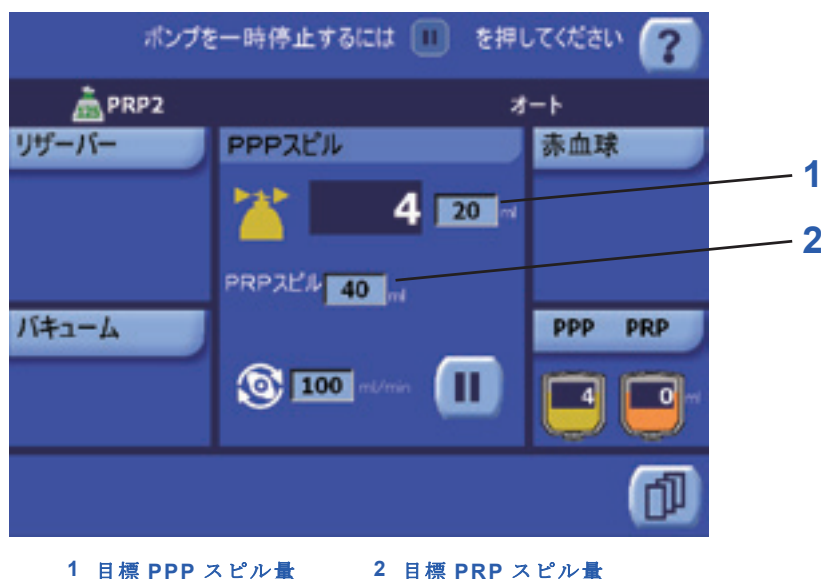 ポンプを一時停止するには を押してください ?
125 PRP2 オート
リザーバー PPPスピル 赤血球
4 20 ml
1
PRPスピル 40 ml
2
バキューム PPP PRP
100 ml/min
4 0 ml
1 目標 PPP スピル量 2 目標 PRP スピル量